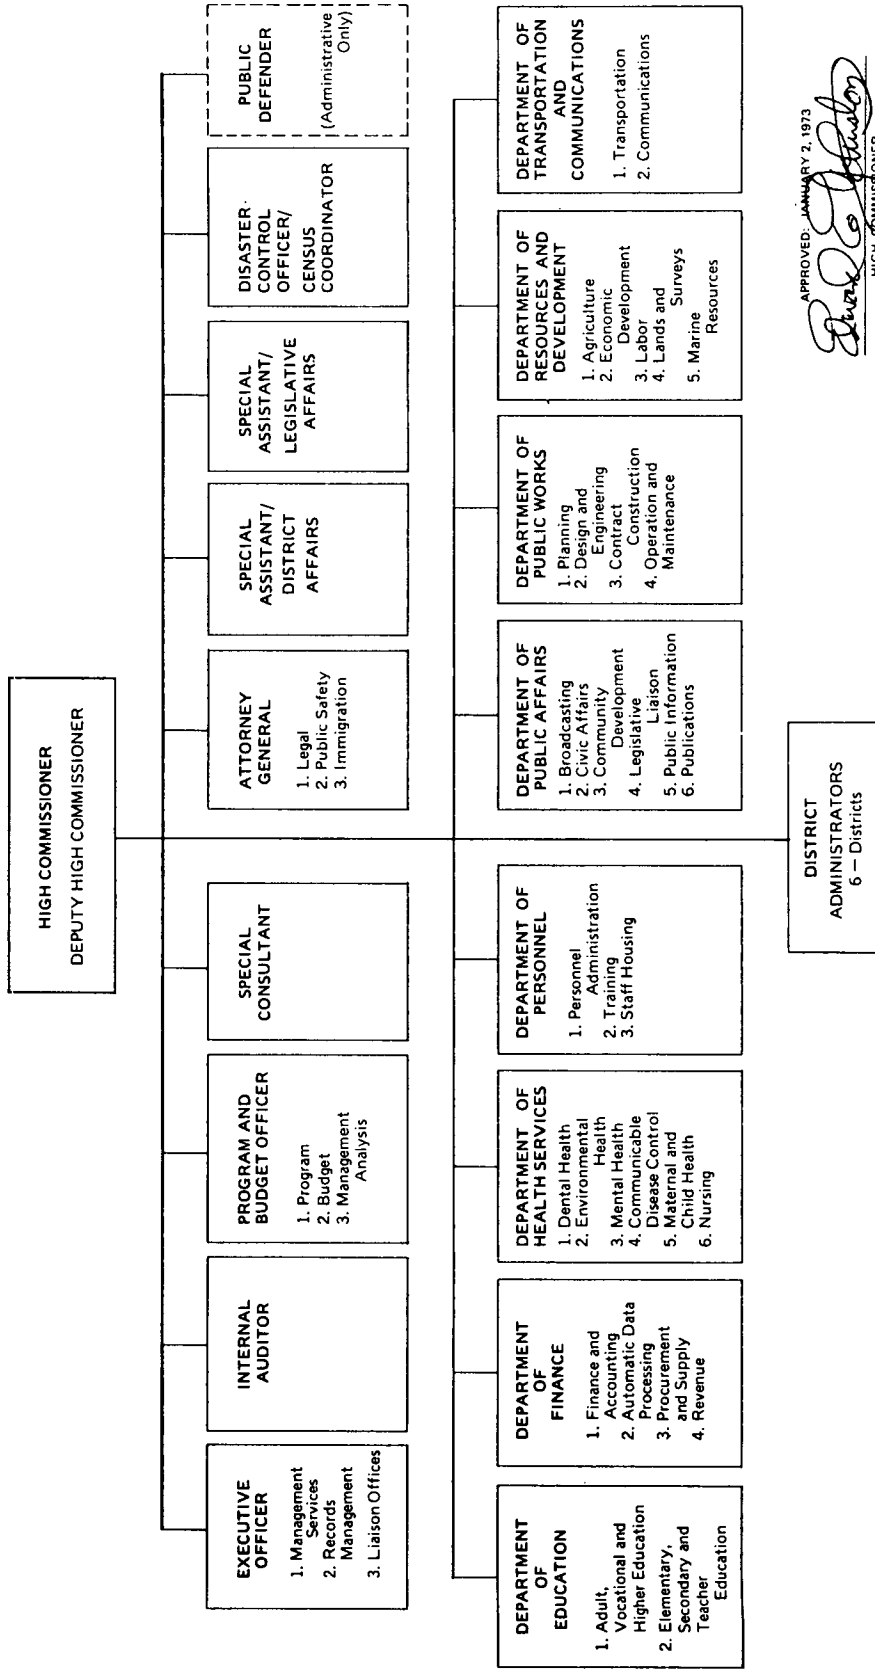 HIGH COMMISSIONER
DEPUTY HIGH COMMISSIONER
EXECUTIVE
OFFICER
1. Management
Services
2. Records
Management
3. Liaison Offices
INTERNAL
AUDITOR
PROGRAM AND
BUDGET OFFICER
1. Program
2. Budget
3. Management
Analysis
SPECIAL
CONSULTANT
ATTORNEY
GENERAL
1. Legal
2. Public Safety
3. Immigration
SPECIAL
ASSISTANT/
DISTRICT
AFFAIRS
SPECIAL
ASSISTANT/
LEGISLATIVE
AFFAIRS
DISASTER
CONTROL
OFFICER/
CENSUS
COORDINATOR
PUBLIC
DEFENDER
(Administrative
Only)
DEPARTMENT
OF
EDUCATION
1. Adult,
Vocational and
Higher Education
2. Elementary,
Secondary and
Teacher
Education
DEPARTMENT
OF
FINANCE
1. Finance and
Accounting
2. Automatic Data
Processing
3. Procurement
and Supply
4. Revenue
DEPARTMENT OF
HEALTH SERVICES
1. Dental Health
2. Environmental
Health
3. Mental Health
4. Communicable
Disease Control
5. Maternal and
Child Health
6. Nursing
DEPARTMENT OF
PERSONNEL
1. Personnel
Administration
2. Training
3. Staff Housing
DEPARTMENT OF
PUBLIC AFFAIRS
1. Broadcasting
2. Civic Affairs
3. Community
Development
4. Legislative
Liaison
5. Public Information
6. Publications
DEPARTMENT OF
PUBLIC WORKS
1. Planning
2. Design and
Engineering
3. Contract
Construction
4. Operation and
Maintenance
DEPARTMENT OF
RESOURCES AND
DEVELOPMENT
1. Agriculture
2. Economic
Development
3. Labor
4. Lands and
Surveys
5. Marine
Resources
DEPARTMENT OF
TRANSPORTATION
AND
COMMUNICATIONS
1. Transportation
2. Communications
DISTRICT
ADMINISTRATORS
6 — Districts
APPROVED: JANUARY 2, 1973
Edward E Johnston
HIGH COMMISSIONER